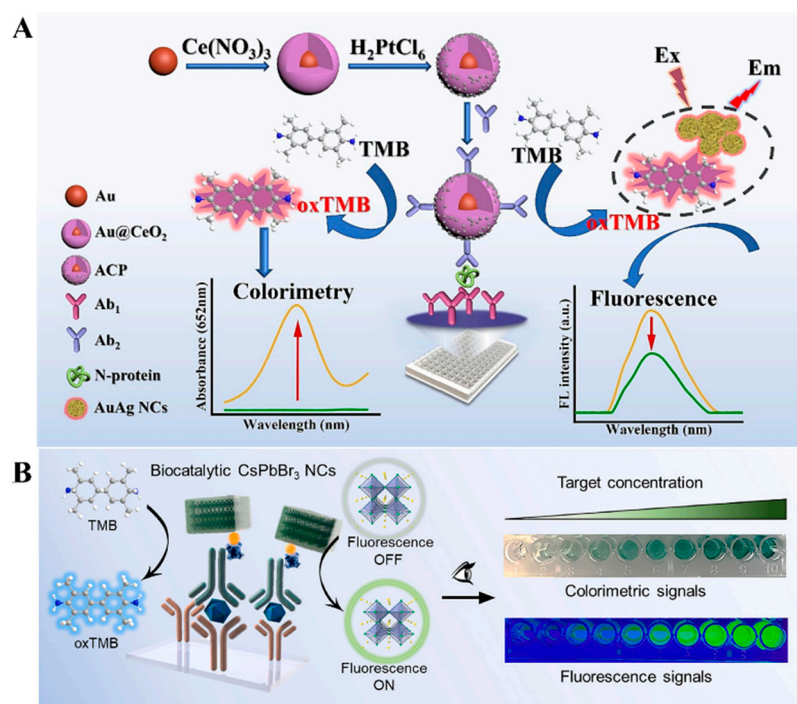 A
Ce(NO₃)₃
H₂PtCl₆
Ex
Em
TMB
TMB
oxTMB
oxTMB
Au
Au@CeO₂
ACP
Ab₁
Ab₂
N-protein
AuAg NCs
Colorimetry
Absorbance (652nm)
Wavelength (nm)
Fluorescence
FL intensity (a.u.)
Wavelength (nm)
B
Biocatalytic CsPbBr₃ NCs
TMB
oxTMB
Fluorescence
OFF
Fluorescence
ON
Target concentration
Colorimetric signals
Fluorescence signals